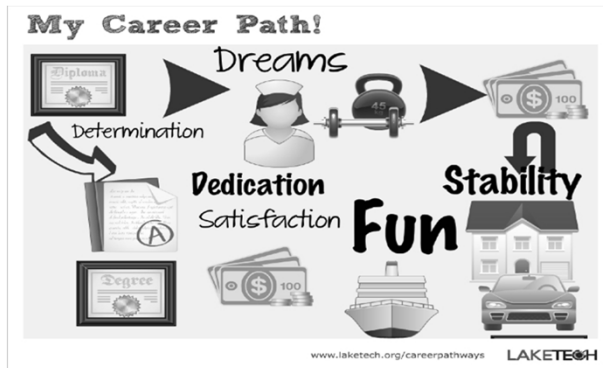 My Career Path!
Dreams
Diploma
45
100
Determination
Dedication
Stability
Satisfaction
Fun
A
Degree
100
www.laketech.org/careerpathways
LAKETECH